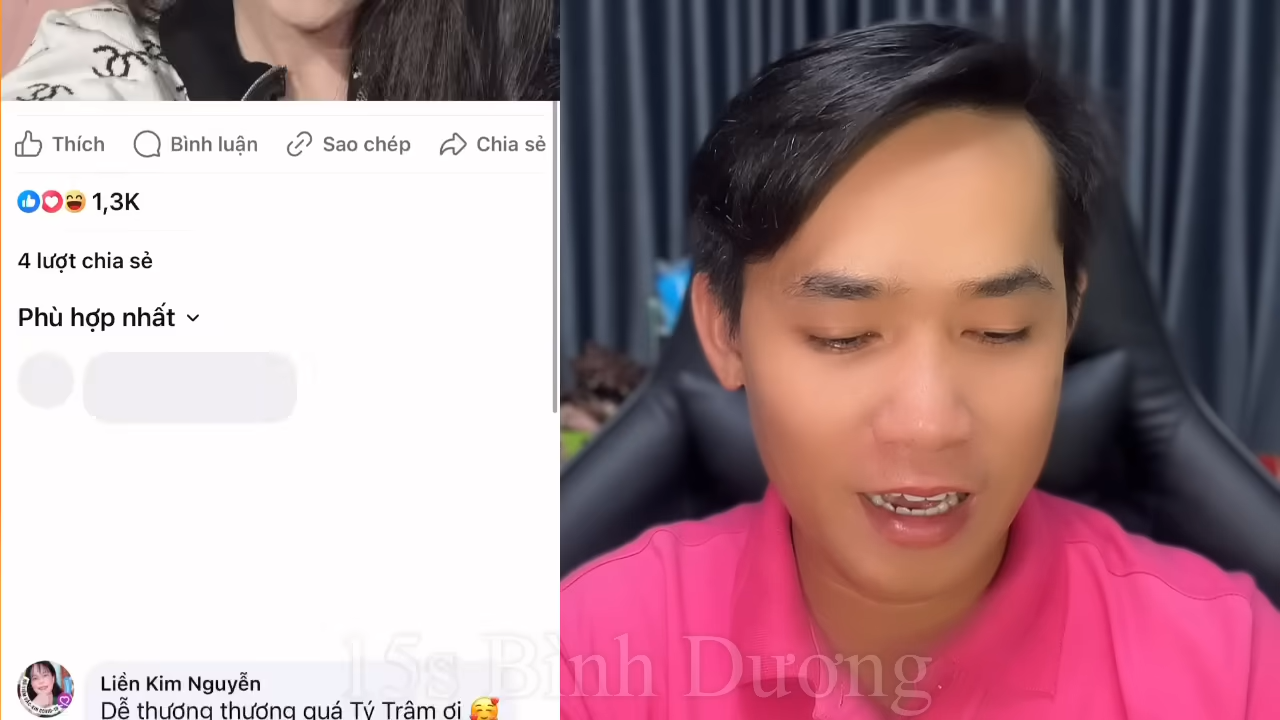 Thích Bình luận Sao chép Chia sẻ
1,3K
4 lượt chia sẻ
Phù hợp nhất
Liền Kim Nguyễn
Dễ thương thương quá Tý Trâm ơi 🥰
15s Bình Dương